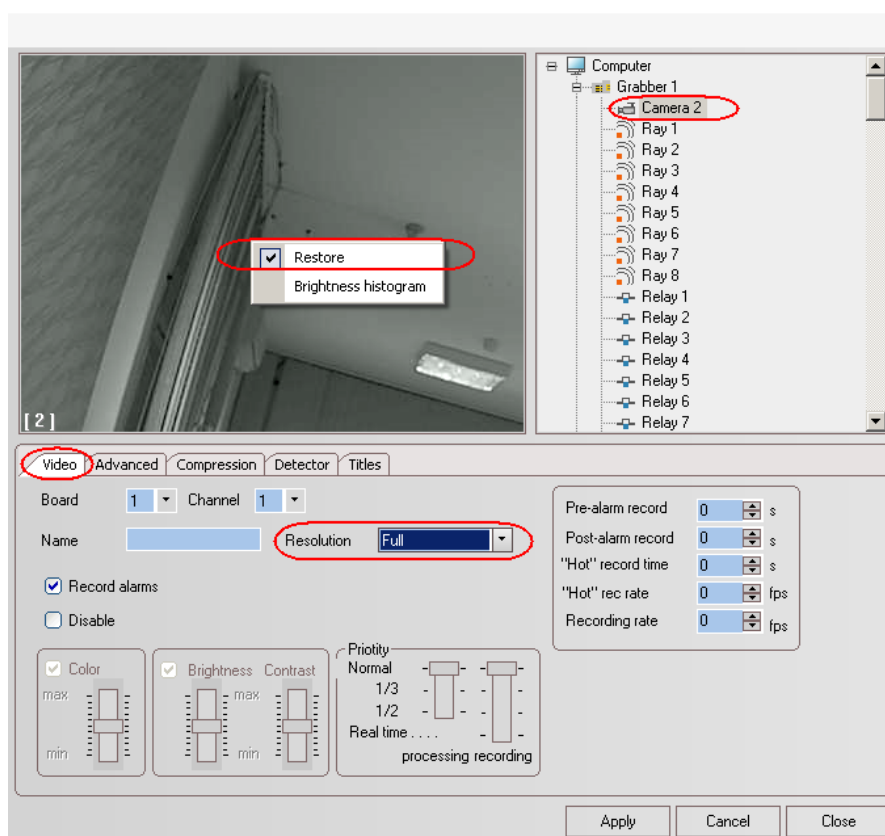 Computer
Grabber 1
Camera 2
Ray 1
Ray 2
Ray 3
Ray 4
Ray 5
Ray 6
Ray 7
Ray 8
Relay 1
Relay 2
Relay 3
Relay 4
Relay 5
Relay 6
Relay 7
Restore
Brightness histogram
[ 2 ]
Video Advanced Compression Detector Titles
Board 1 Channel 1
Name Resolution Full
Record alarms
Disable
Pre-alarm record 0 s
Post-alarm record 0 s
"Hot" record time 0 s
"Hot" rec rate 0 fps
Recording rate 0 fps
Color
max
min
Brightness Contrast
max
min
Priotity
Normal
1/3
1/2
Real time . . . .
processing recording
Apply Cancel Close